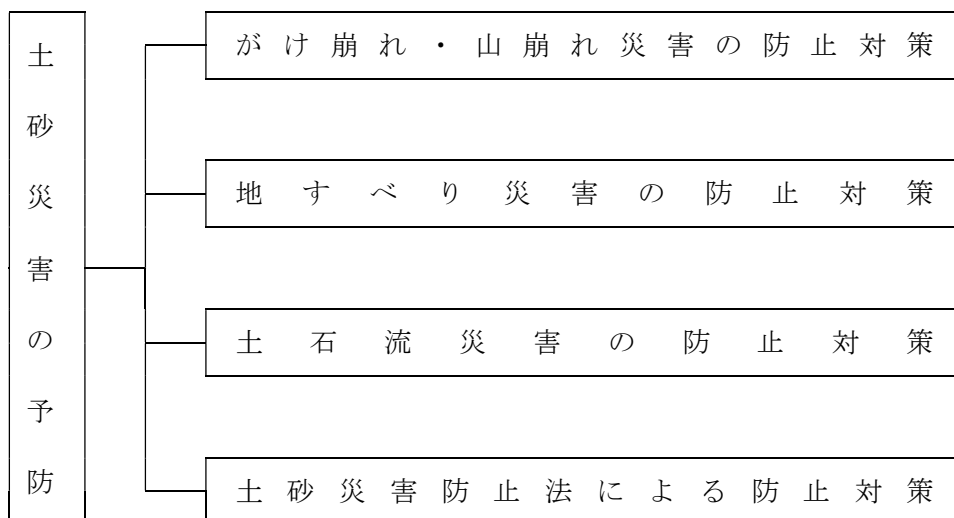 土砂災害の予防
がけ崩れ・山崩れ災害の防止対策
地すべり災害の防止対策
土石流災害の防止対策
土砂災害防止法による防止対策